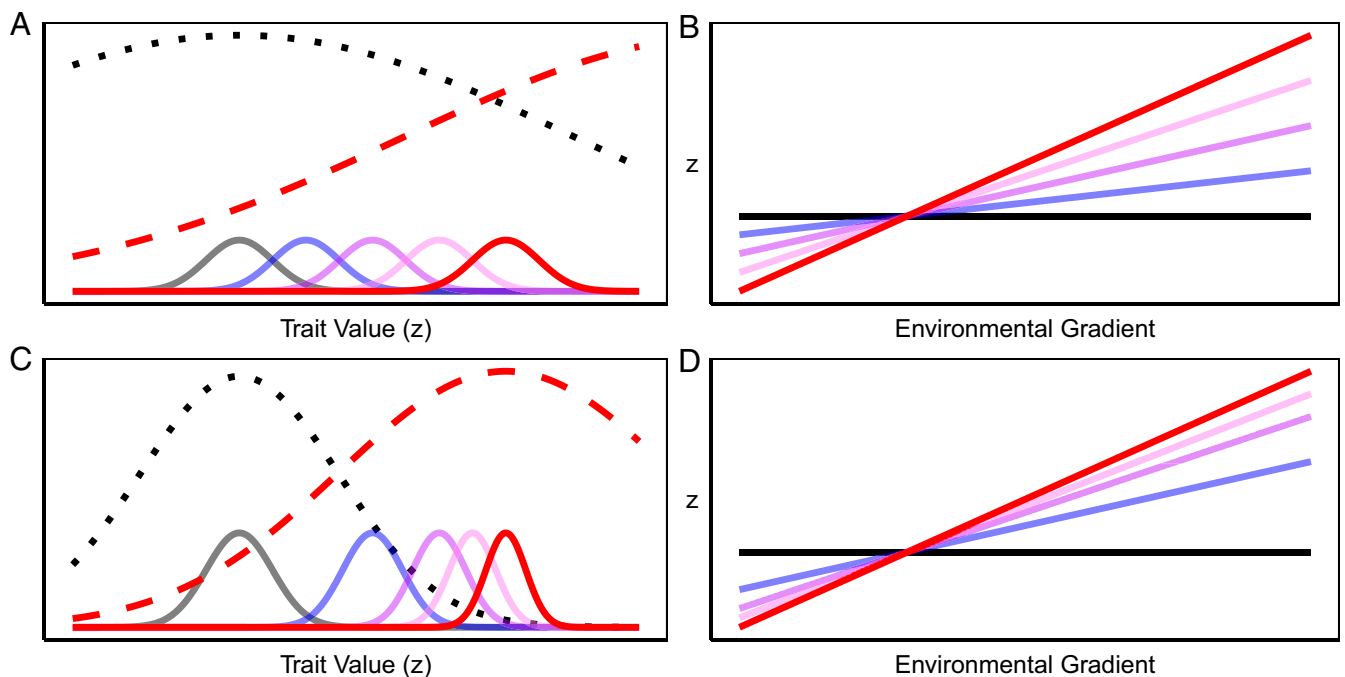 A
B
z
Trait Value (z)
Environmental Gradient
C
D
z
Trait Value (z)
Environmental Gradient